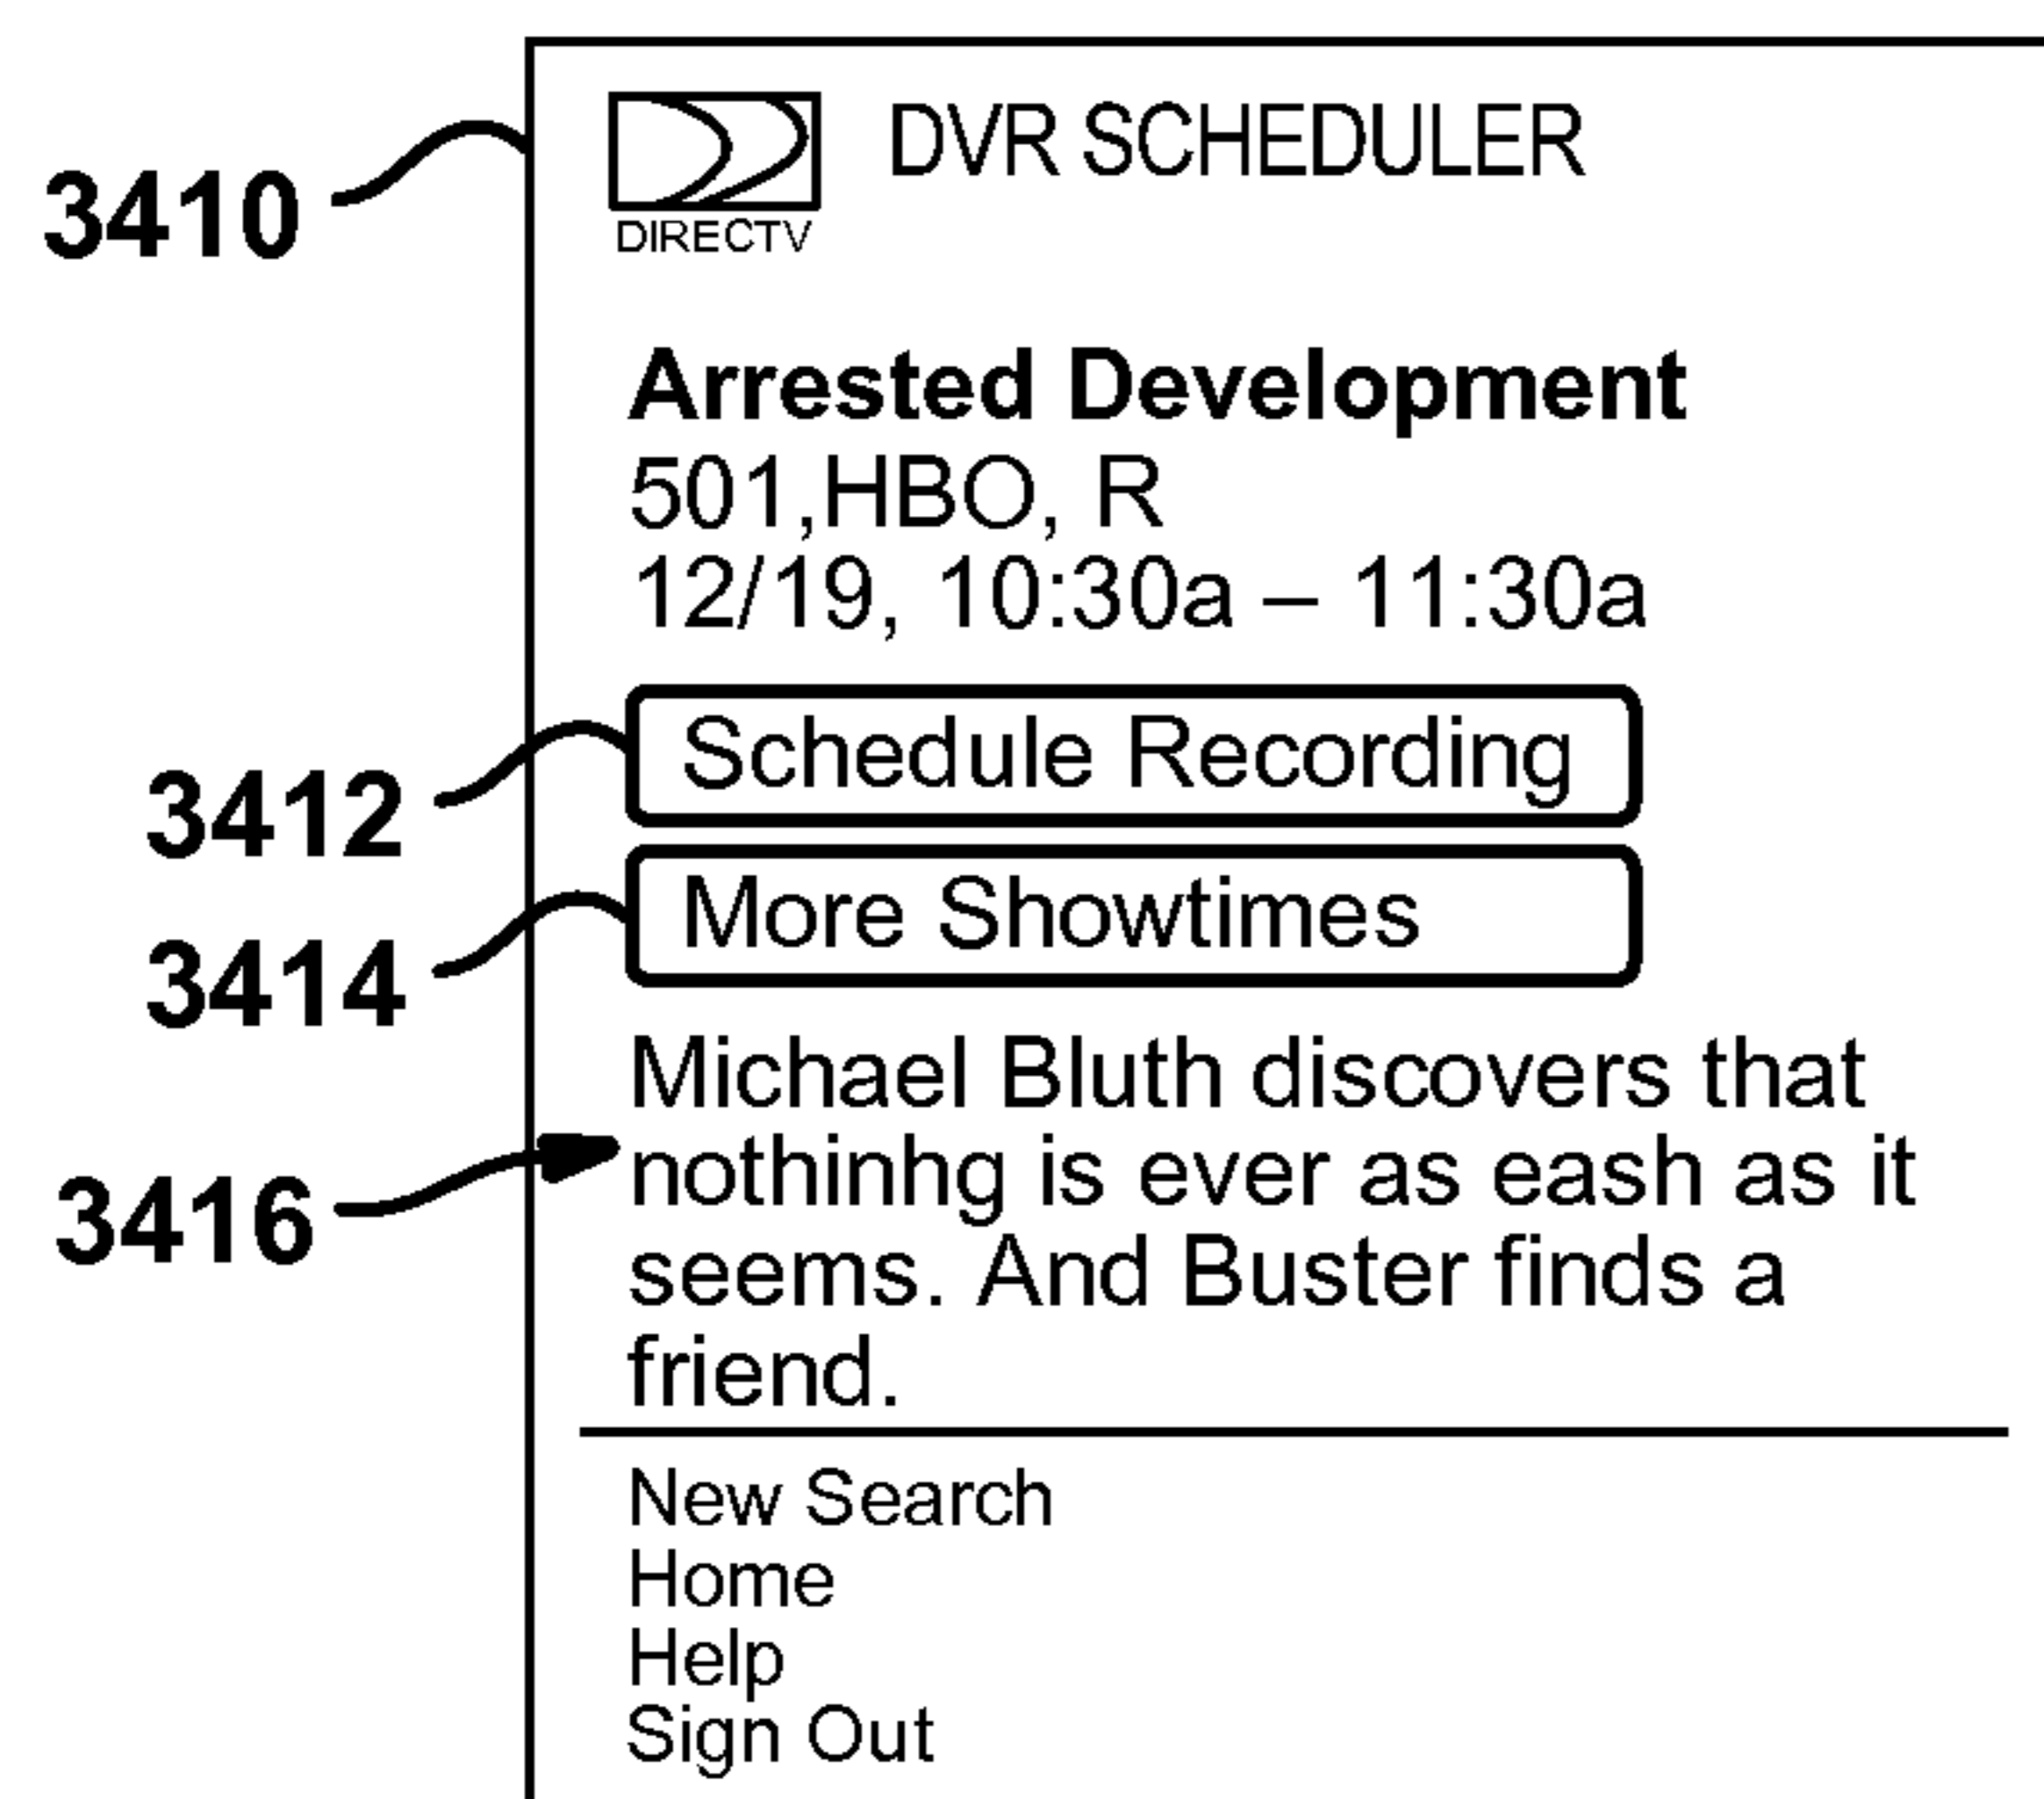 3410
DIRECTV
DVR SCHEDULER
Arrested Development
501,HBO, R
12/19, 10:30a – 11:30a
3412
Schedule Recording
3414
More Showtimes
Michael Bluth discovers that
3416
nothinhg is ever as eash as it
seems. And Buster finds a
friend.
New Search
Home
Help
Sign Out